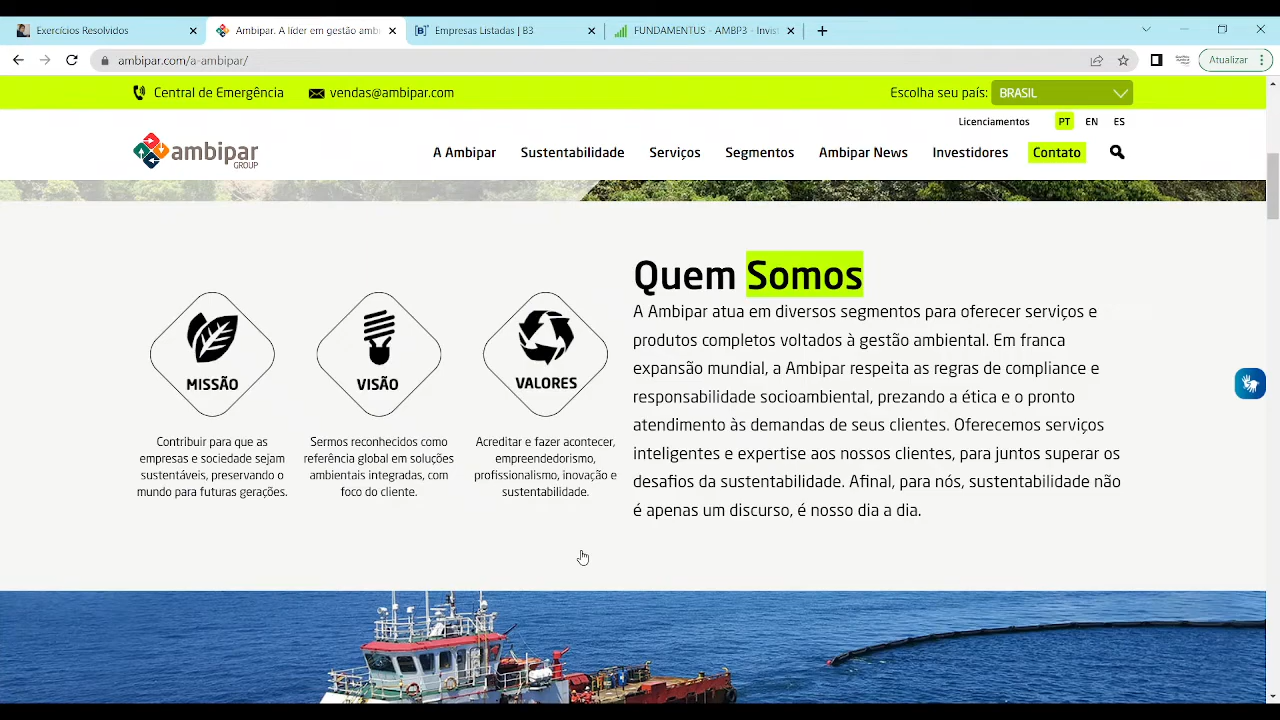 Exercícios Resolvidos
Ambipar. A líder em gestão ambi
Empresas Listadas | B3
FUNDAMENTUS - AMBP3 - Invist
ambipar.com/a-ambipar/
Atualizar
Central de Emergência
vendas@ambipar.com
Escolha seu país:
BRASIL
Licenciamentos
PT
EN
ES
ambipar
GROUP
A Ambipar
Sustentabilidade
Serviços
Segmentos
Ambipar News
Investidores
Contato
MISSÃO
Contribuir para que as
empresas e sociedade sejam
sustentáveis, preservando o
mundo para futuras gerações.
VISÃO
Sermos reconhecidos como
referência global em soluções
ambientais integradas, com
foco do cliente.
VALORES
Acreditar e fazer acontecer,
empreendedorismo,
profissionalismo, inovação e
sustentabilidade.
Quem Somos
A Ambipar atua em diversos segmentos para oferecer serviços e
produtos completos voltados à gestão ambiental. Em franca
expansão mundial, a Ambipar respeita as regras de compliance e
responsabilidade socioambiental, prezando a ética e o pronto
atendimento às demandas de seus clientes. Oferecemos serviços
inteligentes e expertise aos nossos clientes, para juntos superar os
desafios da sustentabilidade. Afinal, para nós, sustentabilidade não
é apenas um discurso, é nosso dia a dia.